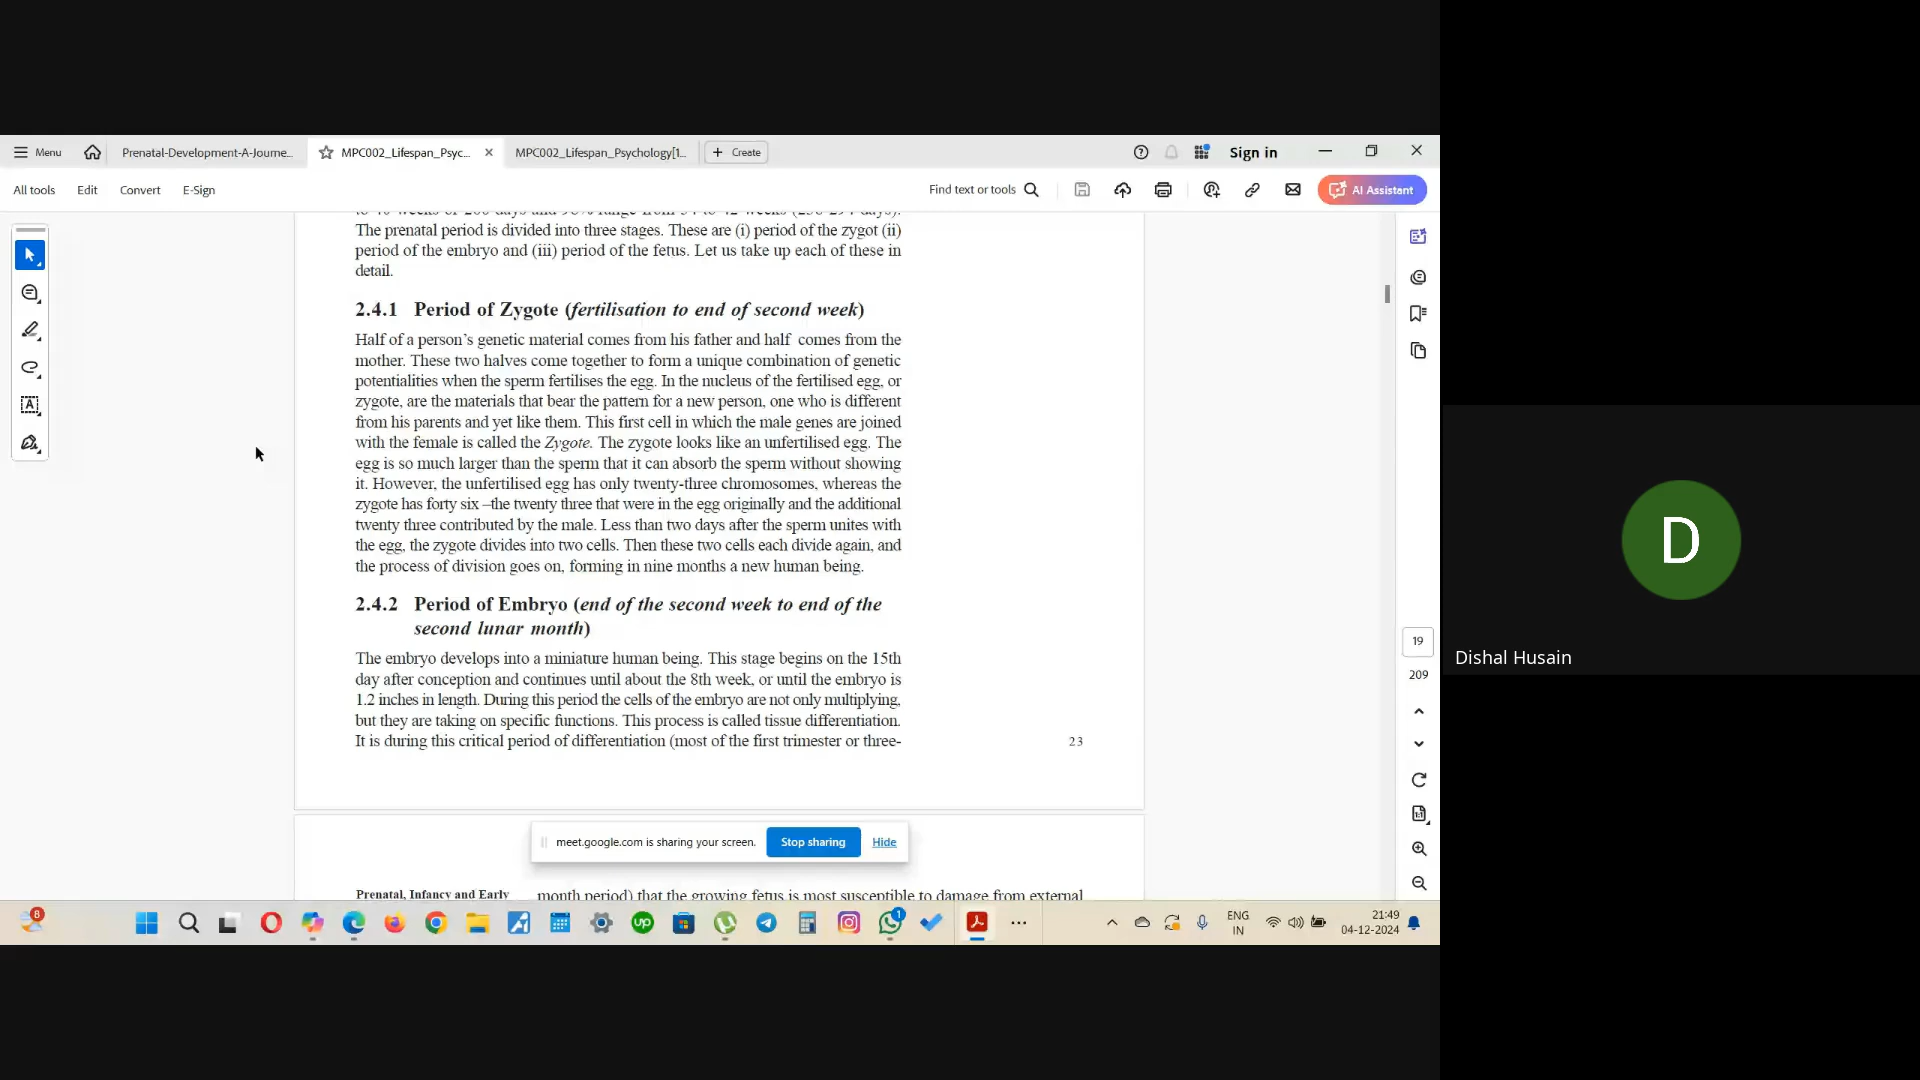 Menu
Prenatal-Development-A-Journe...
MPC002_Lifespan_Psyc...
MPC002_Lifespan_Psychology[1...
Create
Sign in
All tools
Edit
Convert
E-Sign
Find text or tools
AI Assistant
The prenatal period is divided into three stages. These are (i) period of the zygot (ii)
period of the embryo and (iii) period of the fetus. Let us take up each of these in
detail.
2.4.1 Period of Zygote (fertilisation to end of second week)
Half of a person's genetic material comes from his father and half comes from the
mother. These two halves come together to form a unique combination of genetic
potentialities when the sperm fertilises the egg. In the nucleus of the fertilised egg, or
zygote, are the materials that bear the pattern for a new person, one who is different
from his parents and yet like them. This first cell in which the male genes are joined
with the female is called the Zygote. The zygote looks like an unfertilised egg. The
egg is so much larger than the sperm that it can absorb the sperm without showing
it. However, the unfertilised egg has only twenty-three chromosomes, whereas the
zygote has forty six –the twenty three that were in the egg originally and the additional
twenty three contributed by the male. Less than two days after the sperm unites with
the egg, the zygote divides into two cells. Then these two cells each divide again, and
the process of division goes on, forming in nine months a new human being.
2.4.2 Period of Embryo (end of the second week to end of the
second lunar month)
The embryo develops into a miniature human being. This stage begins on the 15th
day after conception and continues until about the 8th week, or until the embryo is
1.2 inches in length. During this period the cells of the embryo are not only multiplying,
but they are taking on specific functions. This process is called tissue differentiation.
It is during this critical period of differentiation (most of the first trimester or three-
23
meet.google.com is sharing your screen.
Stop sharing
Hide
Prenatal, Infancy and Early
month period) that the growing fetus is most susceptible to damage from external
19
209
D
Dishal Husain
8
up
1
ENG
IN
21:49
04-12-2024